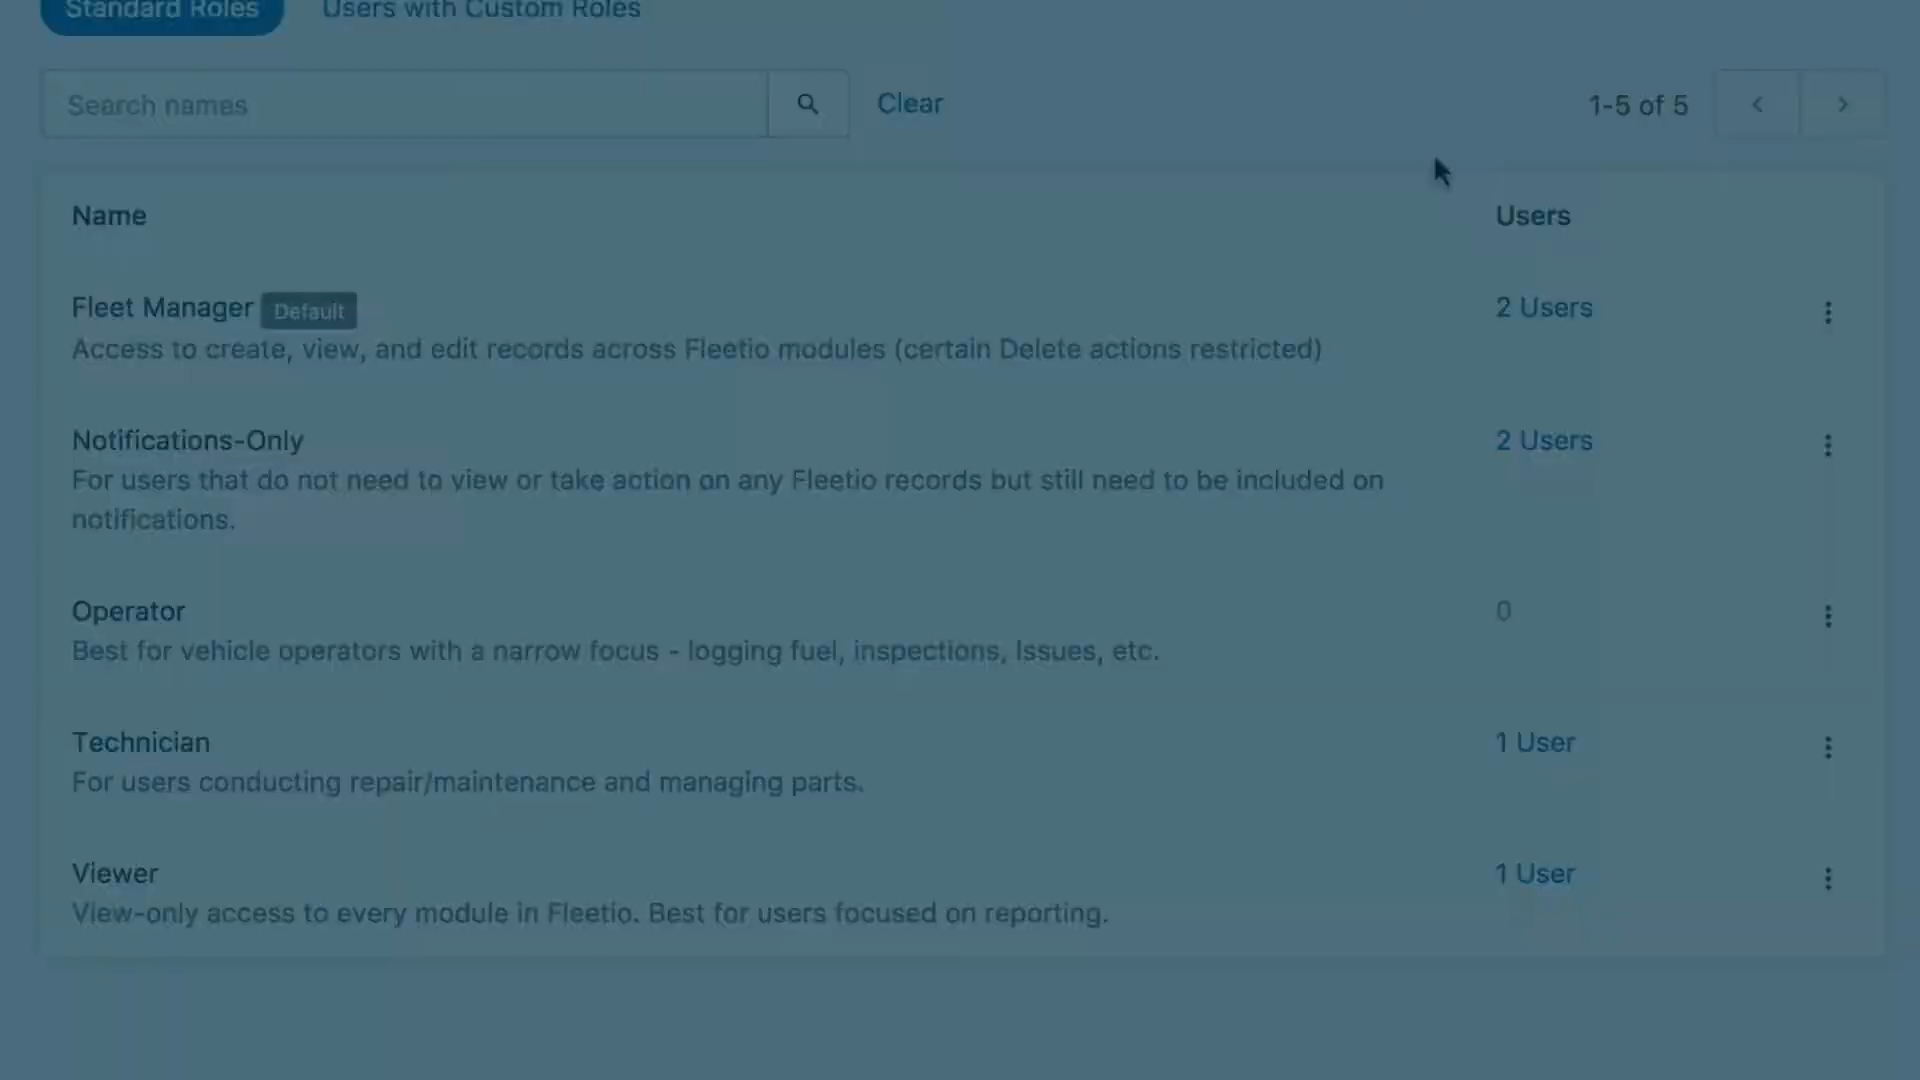 Standard Roles
Users with Custom Roles
Search names
Clear
1-5 of 5
Name
Users
Fleet Manager Default
2 Users
Access to create, view, and edit records across Fleetio modules (certain Delete actions restricted)
Notifications-Only
2 Users
For users that do not need to view or take action on any Fleetio records but still need to be included on
notifications.
Operator
0
Best for vehicle operators with a narrow focus - logging fuel, inspections, Issues, etc.
Technician
1 User
For users conducting repair/maintenance and managing parts.
Viewer
1 User
View-only access to every module in Fleetio. Best for users focused on reporting.